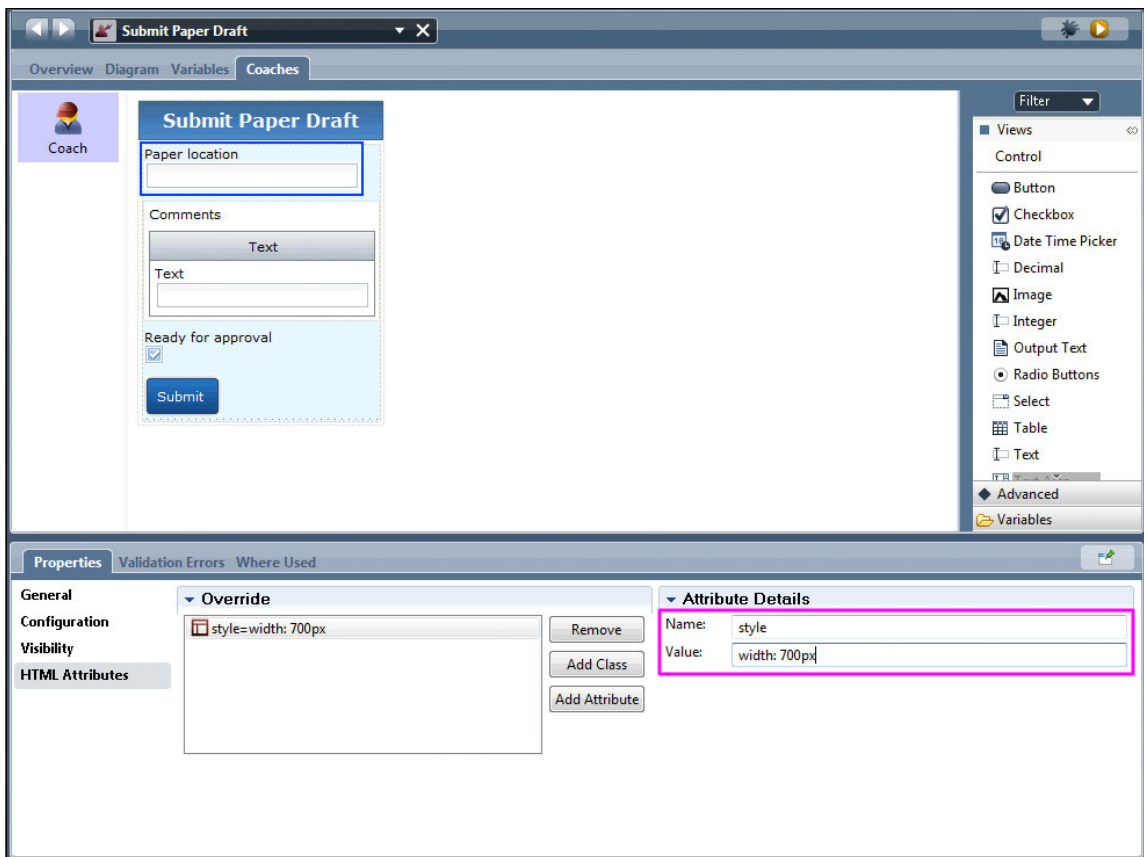 Submit Paper Draft
Overview Diagram Variables Coaches
Coach
Submit Paper Draft
Paper location
Comments
Text
Text
Ready for approval
Submit
Filter
Views
Control
Button
Checkbox
Date Time Picker
Decimal
Image
Integer
Output Text
Radio Buttons
Select
Table
Text
Advanced
Variables
Properties Validation Errors Where Used
General
Configuration
Visibility
HTML Attributes
Override
style=width: 700px
Remove
Add Class
Add Attribute
Attribute Details
Name: style
Value: width: 700px